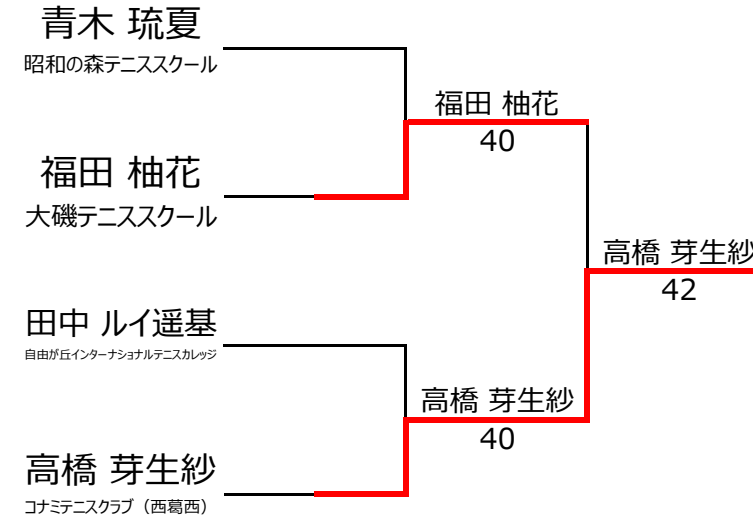 青木 琉夏
昭和の森テニススクール
福田 柚花
40
福田 柚花
大磯テニススクール
高橋 芽生紗
42
田中 ルイ遥基
自由が丘インターナショナルテニスカレッジ
高橋 芽生紗
40
高橋 芽生紗
コナミテニスクラブ（西葛西）